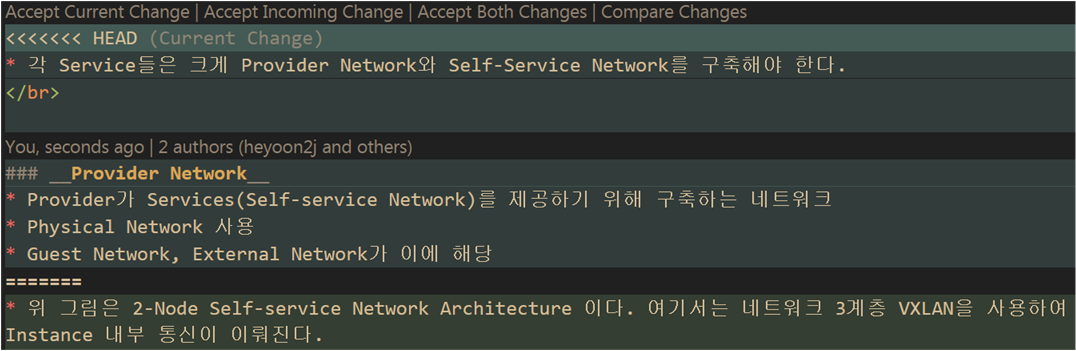 Accept Current Change | Accept Incoming Change | Accept Both Changes | Compare Changes
<<<<<<< HEAD (Current Change)
* 각 Service들은 크게 Provider Network와 Self-Service Network를 구축해야 한다.
</br>
You, seconds ago | 2 authors (heyoon2j and others)
### __Provider Network__
* Provider가 Services(Self-service Network)를 제공하기 위해 구축하는 네트워크
* Physical Network 사용
* Guest Network, External Network가 이에 해당
=======
* 위 그림은 2-Node Self-service Network Architecture 이다. 여기서는 네트워크 3계층 VXLAN을 사용하여
Instance 내부 통신이 이뤄진다.